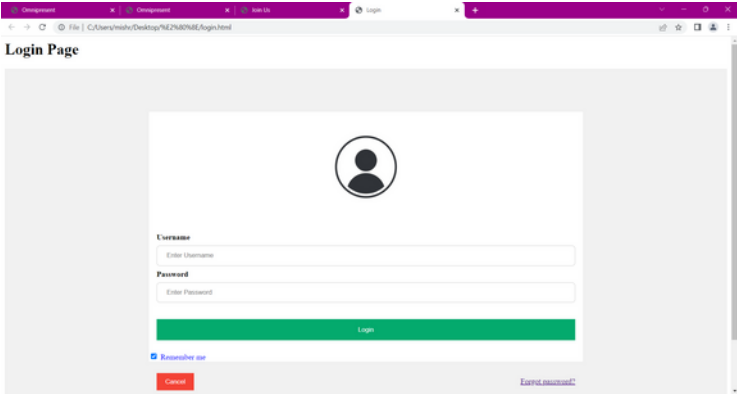 Omnipresent
Omnipresent
Join Us
Login
File | C:/Users/mishr/Desktop/%E2%80%8E/login.html
Login Page
Username
Enter Username
Password
Enter Password
Login
Remember me
Cancel
Forgot password?